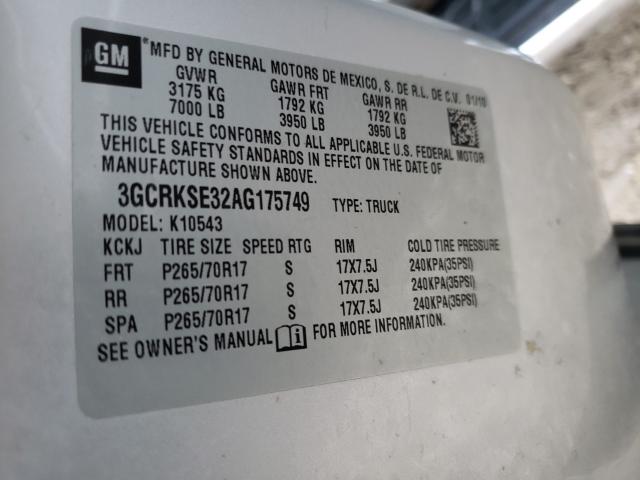 GM
*MFD BY GENERAL MOTORS DE MEXICO, S. DE R.L. DE C.V. 01/10
GVWR GAWR FRT GAWR RR
3175 KG 1792 KG 1792 KG
7000 LB 3950 LB 3950 LB
THIS VEHICLE CONFORMS TO ALL APPLICABLE U.S. FEDERAL MOTOR
VEHICLE SAFETY STANDARDS IN EFFECT ON THE DATE OF
MANUFACTURE SHOWN ABOVE.
3GCRKSE32AG175749 TYPE: TRUCK
MODEL: K10543
KCKJ TIRE SIZE SPEED RTG RIM COLD TIRE PRESSURE
FRT P265/70R17 S 17X7.5J 240KPA(35PSI)
RR P265/70R17 S 17X7.5J 240KPA(35PSI)
SPA P265/70R17 S 17X7.5J 240KPA(35PSI)
SEE OWNER'S MANUAL i FOR MORE INFORMATION.